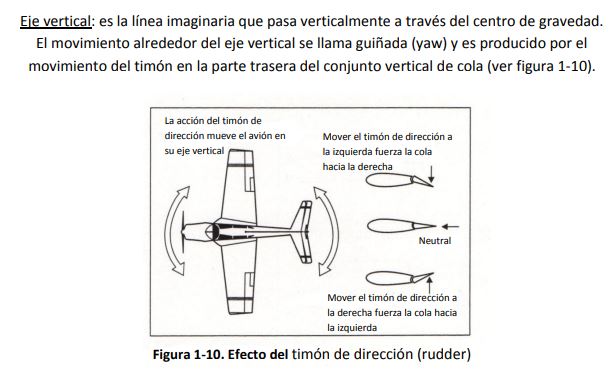 Eje vertical: es la línea imaginaria que pasa verticalmente a través del centro de gravedad.
El movimiento alrededor del eje vertical se llama guiñada (yaw) y es producido por el
movimiento del timón en la parte trasera del conjunto vertical de cola (ver figura 1-10).
La acción del timón de
dirección mueve el avión en
su eje vertical
Mover el timón de dirección a
la izquierda fuerza la cola
hacia la derecha
Neutral
Mover el timón de dirección a
la derecha fuerza la cola hacia
la izquierda
Figura 1-10. Efecto del timón de dirección (rudder)